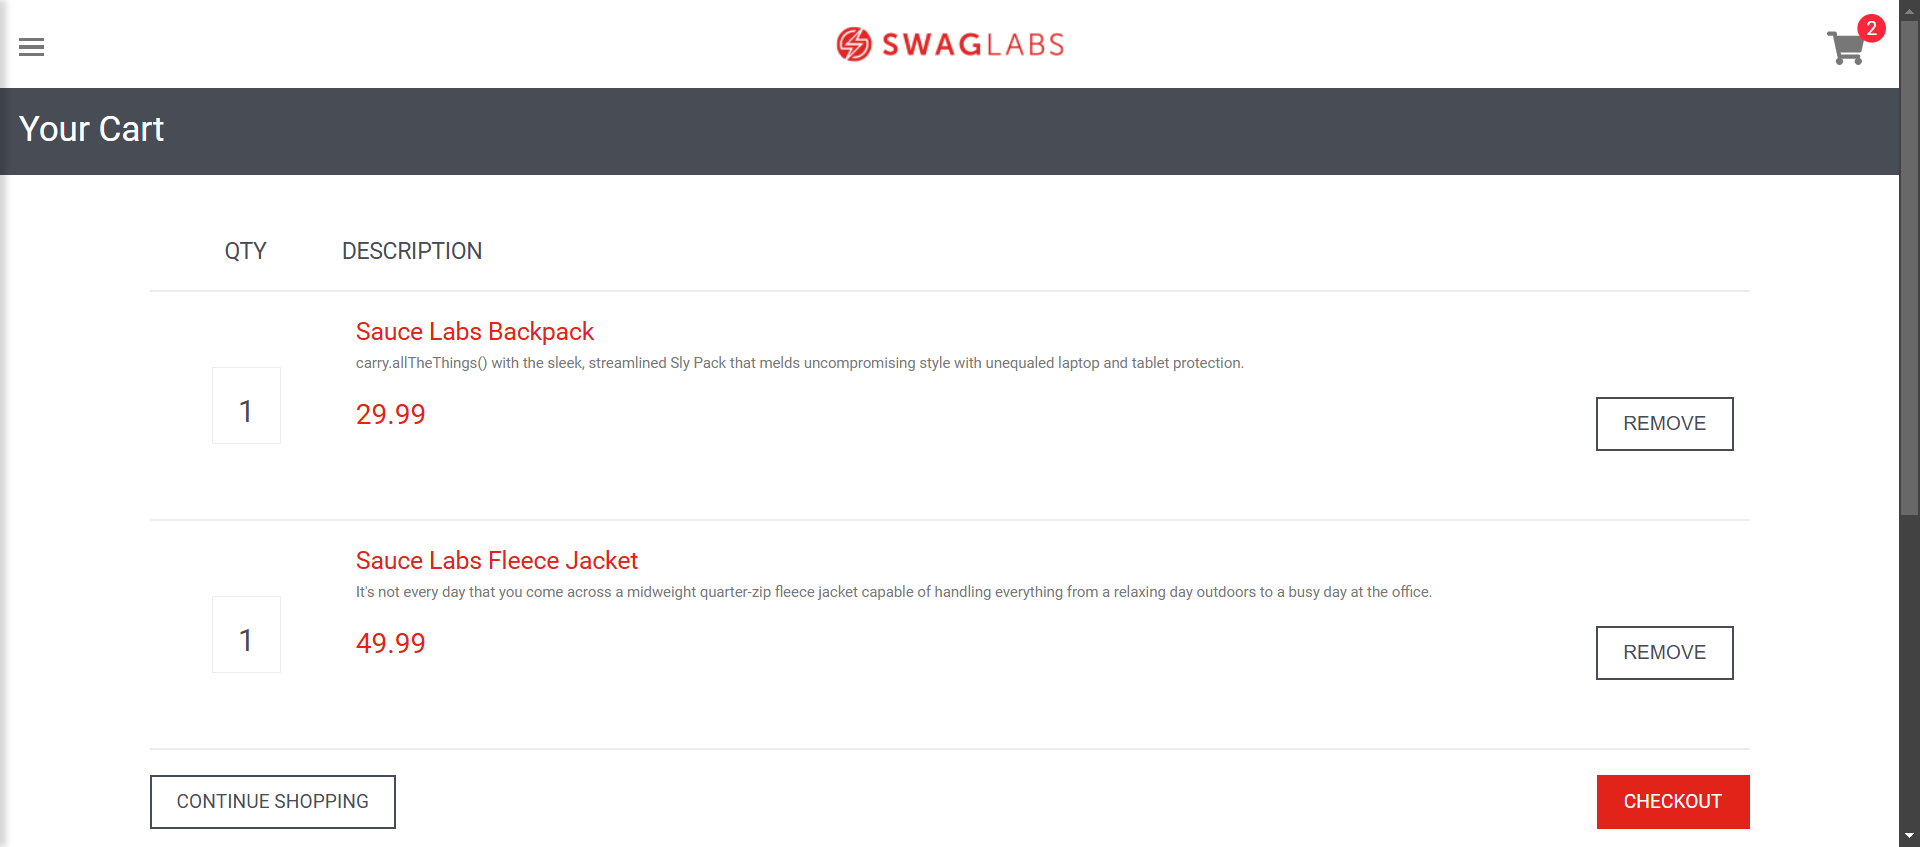 SWAGLABS
2
Your Cart
QTY DESCRIPTION
Sauce Labs Backpack
carry.allTheThings() with the sleek, streamlined Sly Pack that melds uncompromising style with unequaled laptop and tablet protection.
1
29.99
REMOVE
Sauce Labs Fleece Jacket
It's not every day that you come across a midweight quarter-zip fleece jacket capable of handling everything from a relaxing day outdoors to a busy day at the office.
1
49.99
REMOVE
CONTINUE SHOPPING
CHECKOUT